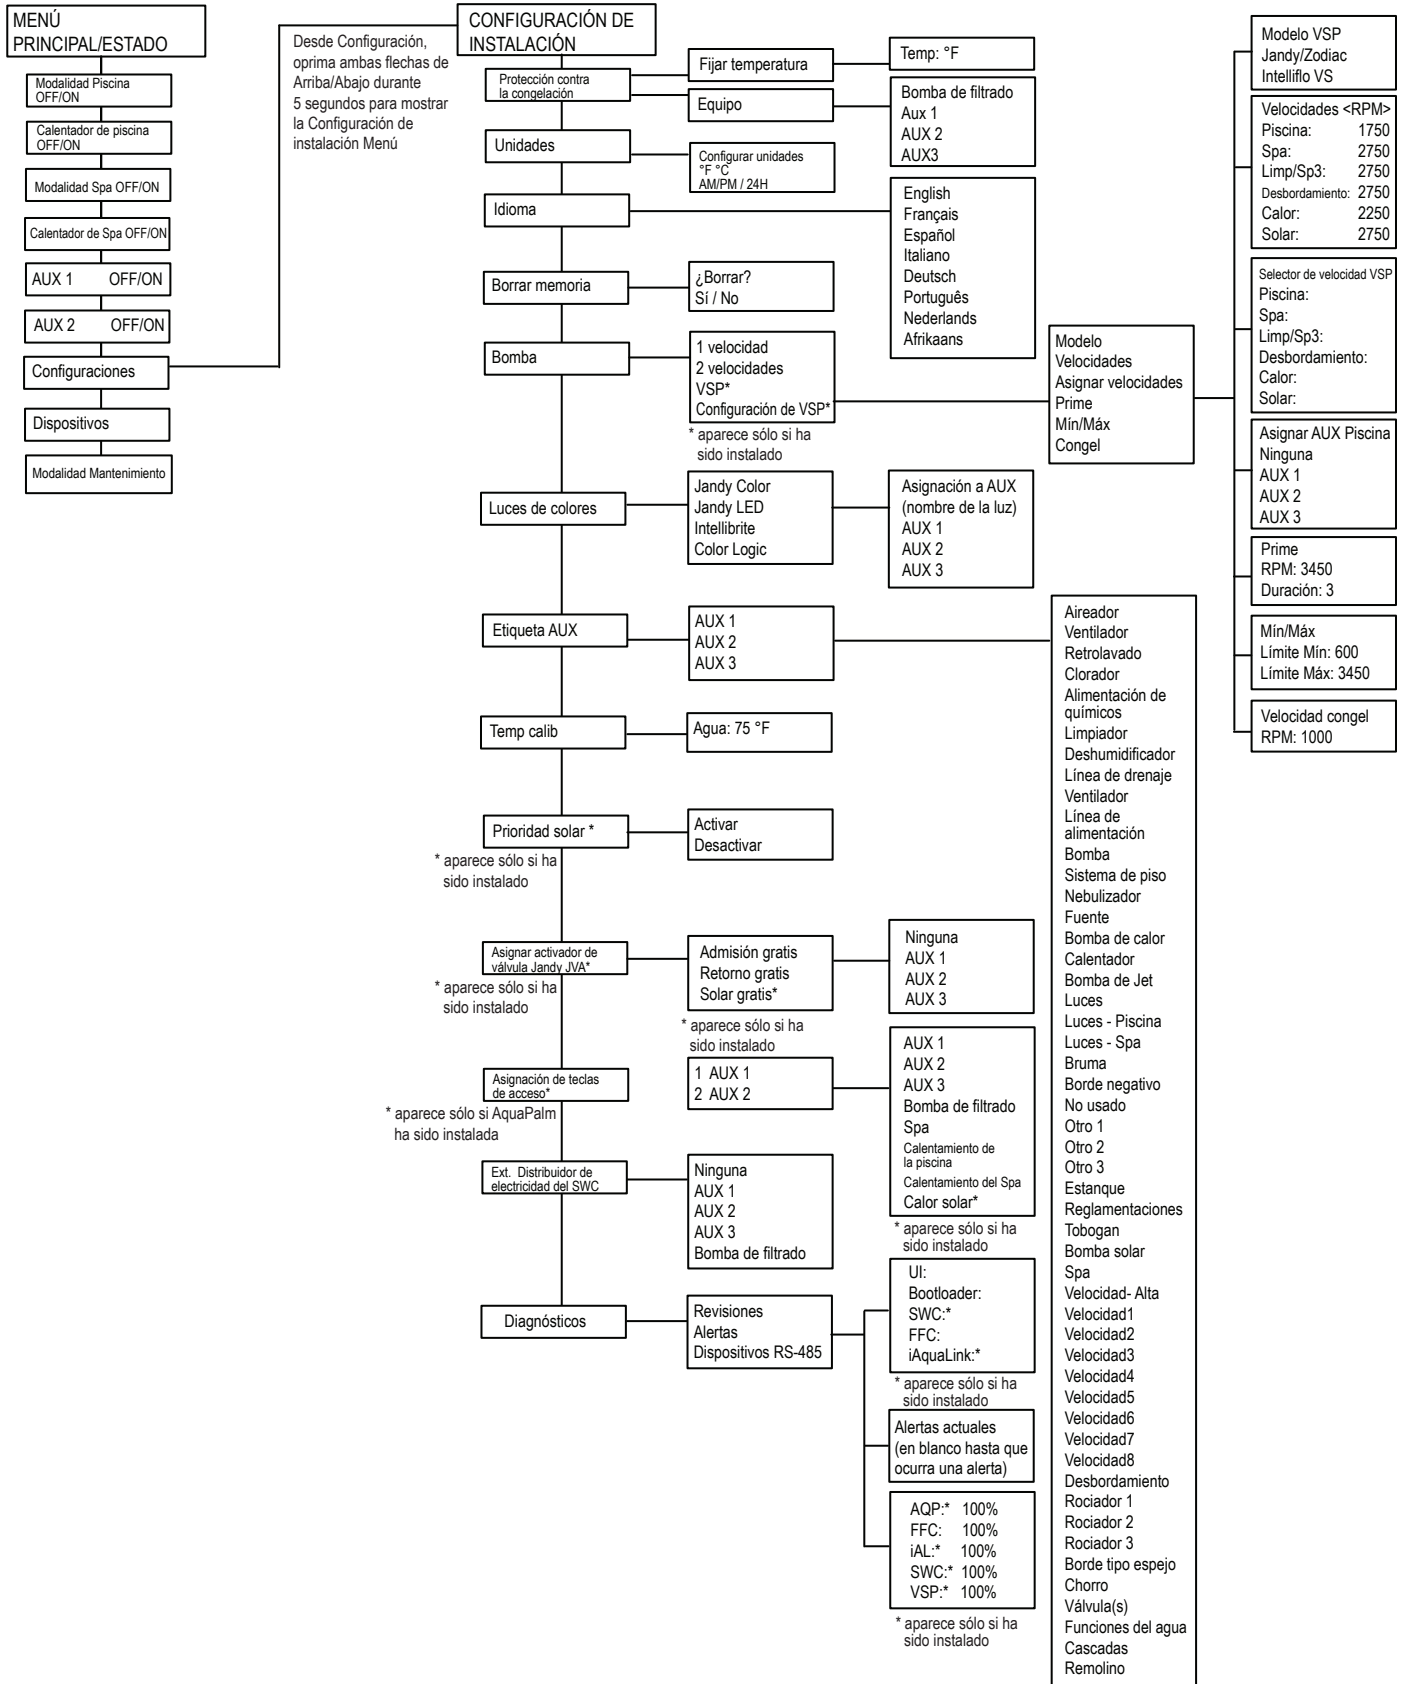 MENÚ
PRINCIPAL/ESTADO
Modalidad Piscina
OFF/ON
Calentador de piscina
OFF/ON
Modalidad Spa OFF/ON
Calentador de Spa OFF/ON
AUX 1 OFF/ON
AUX 2 OFF/ON
Configuraciones
Dispositivos
Modalidad Mantenimiento
Desde Configuración,
oprima ambas flechas de
Arriba/Abajo durante
5 segundos para mostrar
la Configuración de
instalación Menú
CONFIGURACIÓN DE
INSTALACIÓN
Protección contra
la congelación
Fijar temperatura
Temp: °F
Equipo
Bomba de filtrado
Aux 1
AUX 2
AUX3
Unidades
Configurar unidades
°F °C
AM/PM / 24H
Idioma
English
Français
Español
Italiano
Deutsch
Português
Nederlands
Afrikaans
Borrar memoria
¿Borrar?
Sí / No
Bomba
1 velocidad
2 velocidades
VSP*
Configuración de VSP*
* aparece sólo si ha
sido instalado
Modelo
Velocidades
Asignar velocidades
Prime
Mín/Máx
Congel
Modelo VSP
Jandy/Zodiac
Intelliflo VS
Velocidades <RPM>
Piscina: 1750
Spa: 2750
Limp/Sp3: 2750
Desbordamiento: 2750
Calor: 2250
Solar: 2750
Selector de velocidad VSP
Piscina:
Spa:
Limp/Sp3:
Desbordamiento:
Calor:
Solar:
Asignar AUX Piscina
Ninguna
AUX 1
AUX 2
AUX 3
Prime
RPM: 3450
Duración: 3
Mín/Máx
Límite Mín: 600
Límite Máx: 3450
Velocidad congel
RPM: 1000
Luces de colores
Jandy Color
Jandy LED
Intellibrite
Color Logic
Asignación a AUX
(nombre de la luz)
AUX 1
AUX 2
AUX 3
Etiqueta AUX
AUX 1
AUX 2
AUX 3
Aireador
Ventilador
Retrolavado
Clorador
Alimentación de
químicos
Limpiador
Deshumidificador
Línea de drenaje
Ventilador
Línea de
alimentación
Bomba
Sistema de piso
Nebulizador
Fuente
Bomba de calor
Calentador
Bomba de Jet
Luces
Luces - Piscina
Luces - Spa
Bruma
Borde negativo
No usado
Otro 1
Otro 2
Otro 3
Estanque
Reglamentaciones
Tobogan
Bomba solar
Spa
Velocidad- Alta
Velocidad1
Velocidad2
Velocidad3
Velocidad4
Velocidad5
Velocidad6
Velocidad7
Velocidad8
Desbordamiento
Rociador 1
Rociador 2
Rociador 3
Borde tipo espejo
Chorro
Válvula(s)
Funciones del agua
Cascadas
Remolino
Temp calib
Agua: 75 °F
Prioridad solar *
* aparece sólo si ha
sido instalado
Activar
Desactivar
Asignar activador de
válvula Jandy JVA*
* aparece sólo si ha
sido instalado
Admisión gratis
Retorno gratis
Solar gratis*
* aparece sólo si ha
sido instalado
Ninguna
AUX 1
AUX 2
AUX 3
Asignación de teclas
de acceso*
* aparece sólo si AquaPalm
ha sido instalada
1 AUX 1
2 AUX 2
AUX 1
AUX 2
AUX 3
Bomba de filtrado
Spa
Calentamiento de
la piscina
Calentamiento del Spa
Calor solar*
* aparece sólo si ha
sido instalado
Ext. Distribuidor de
electricidad del SWC
Ninguna
AUX 1
AUX 2
AUX 3
Bomba de filtrado
Diagnósticos
Revisiones
Alertas
Dispositivos RS-485
UI:
Bootloader:
SWC:*
FFC:
iAquaLink:*
* aparece sólo si ha
sido instalado
Alertas actuales
(en blanco hasta que
ocurra una alerta)
AQP:* 100%
FFC: 100%
iAL:* 100%
SWC:* 100%
VSP:* 100%
* aparece sólo si ha
sido instalado